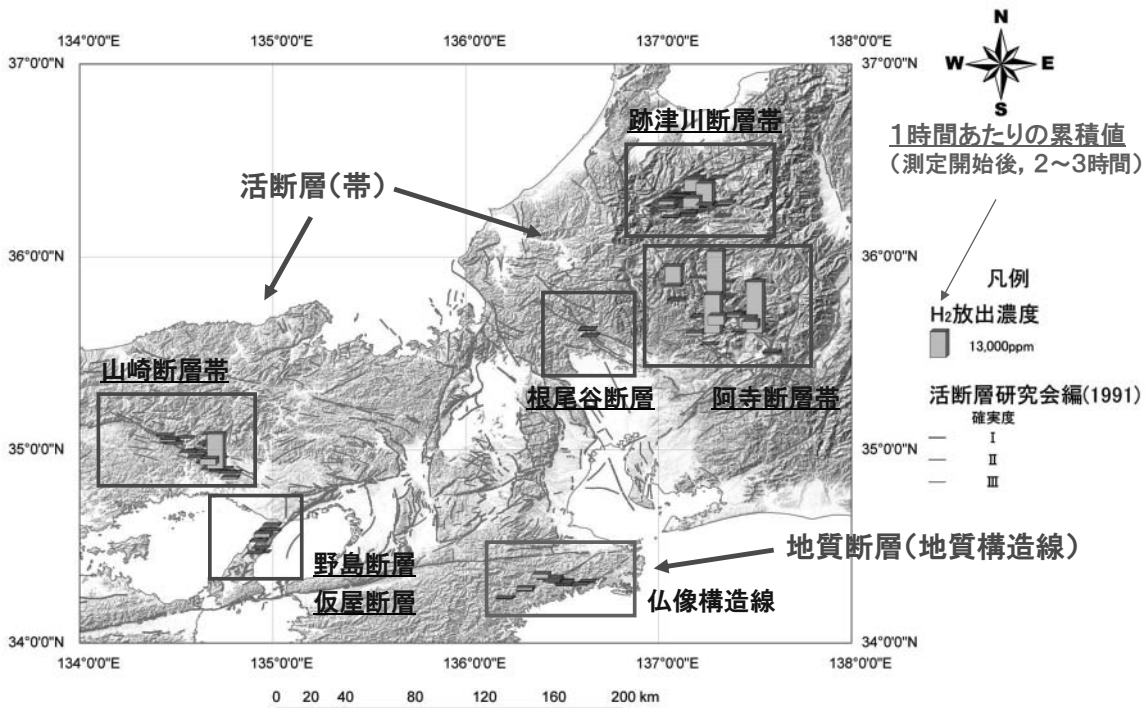 134°0'0"E
135°0'0"E
136°0'0"E
137°0'0"E
138°0'0"E
37°0'0"N
37°0'0"N
N
W
E
S
跡津川断層帯
1時間あたりの累積値
(測定開始後, 2～3時間)
活断層(帯)
36°0'0"N
36°0'0"N
凡例
H₂放出濃度
13,000ppm
山崎断層帯
根尾谷断層
阿寺断層帯
活断層研究会編(1991)
確実度
Ⅰ
Ⅱ
Ⅲ
35°0'0"N
35°0'0"N
地質断層(地質構造線)
野島断層
仮屋断層
仏像構造線
34°0'0"N
34°0'0"N
134°0'0"E
135°0'0"E
136°0'0"E
137°0'0"E
138°0'0"E
0 20 40 80 120 160 200 km